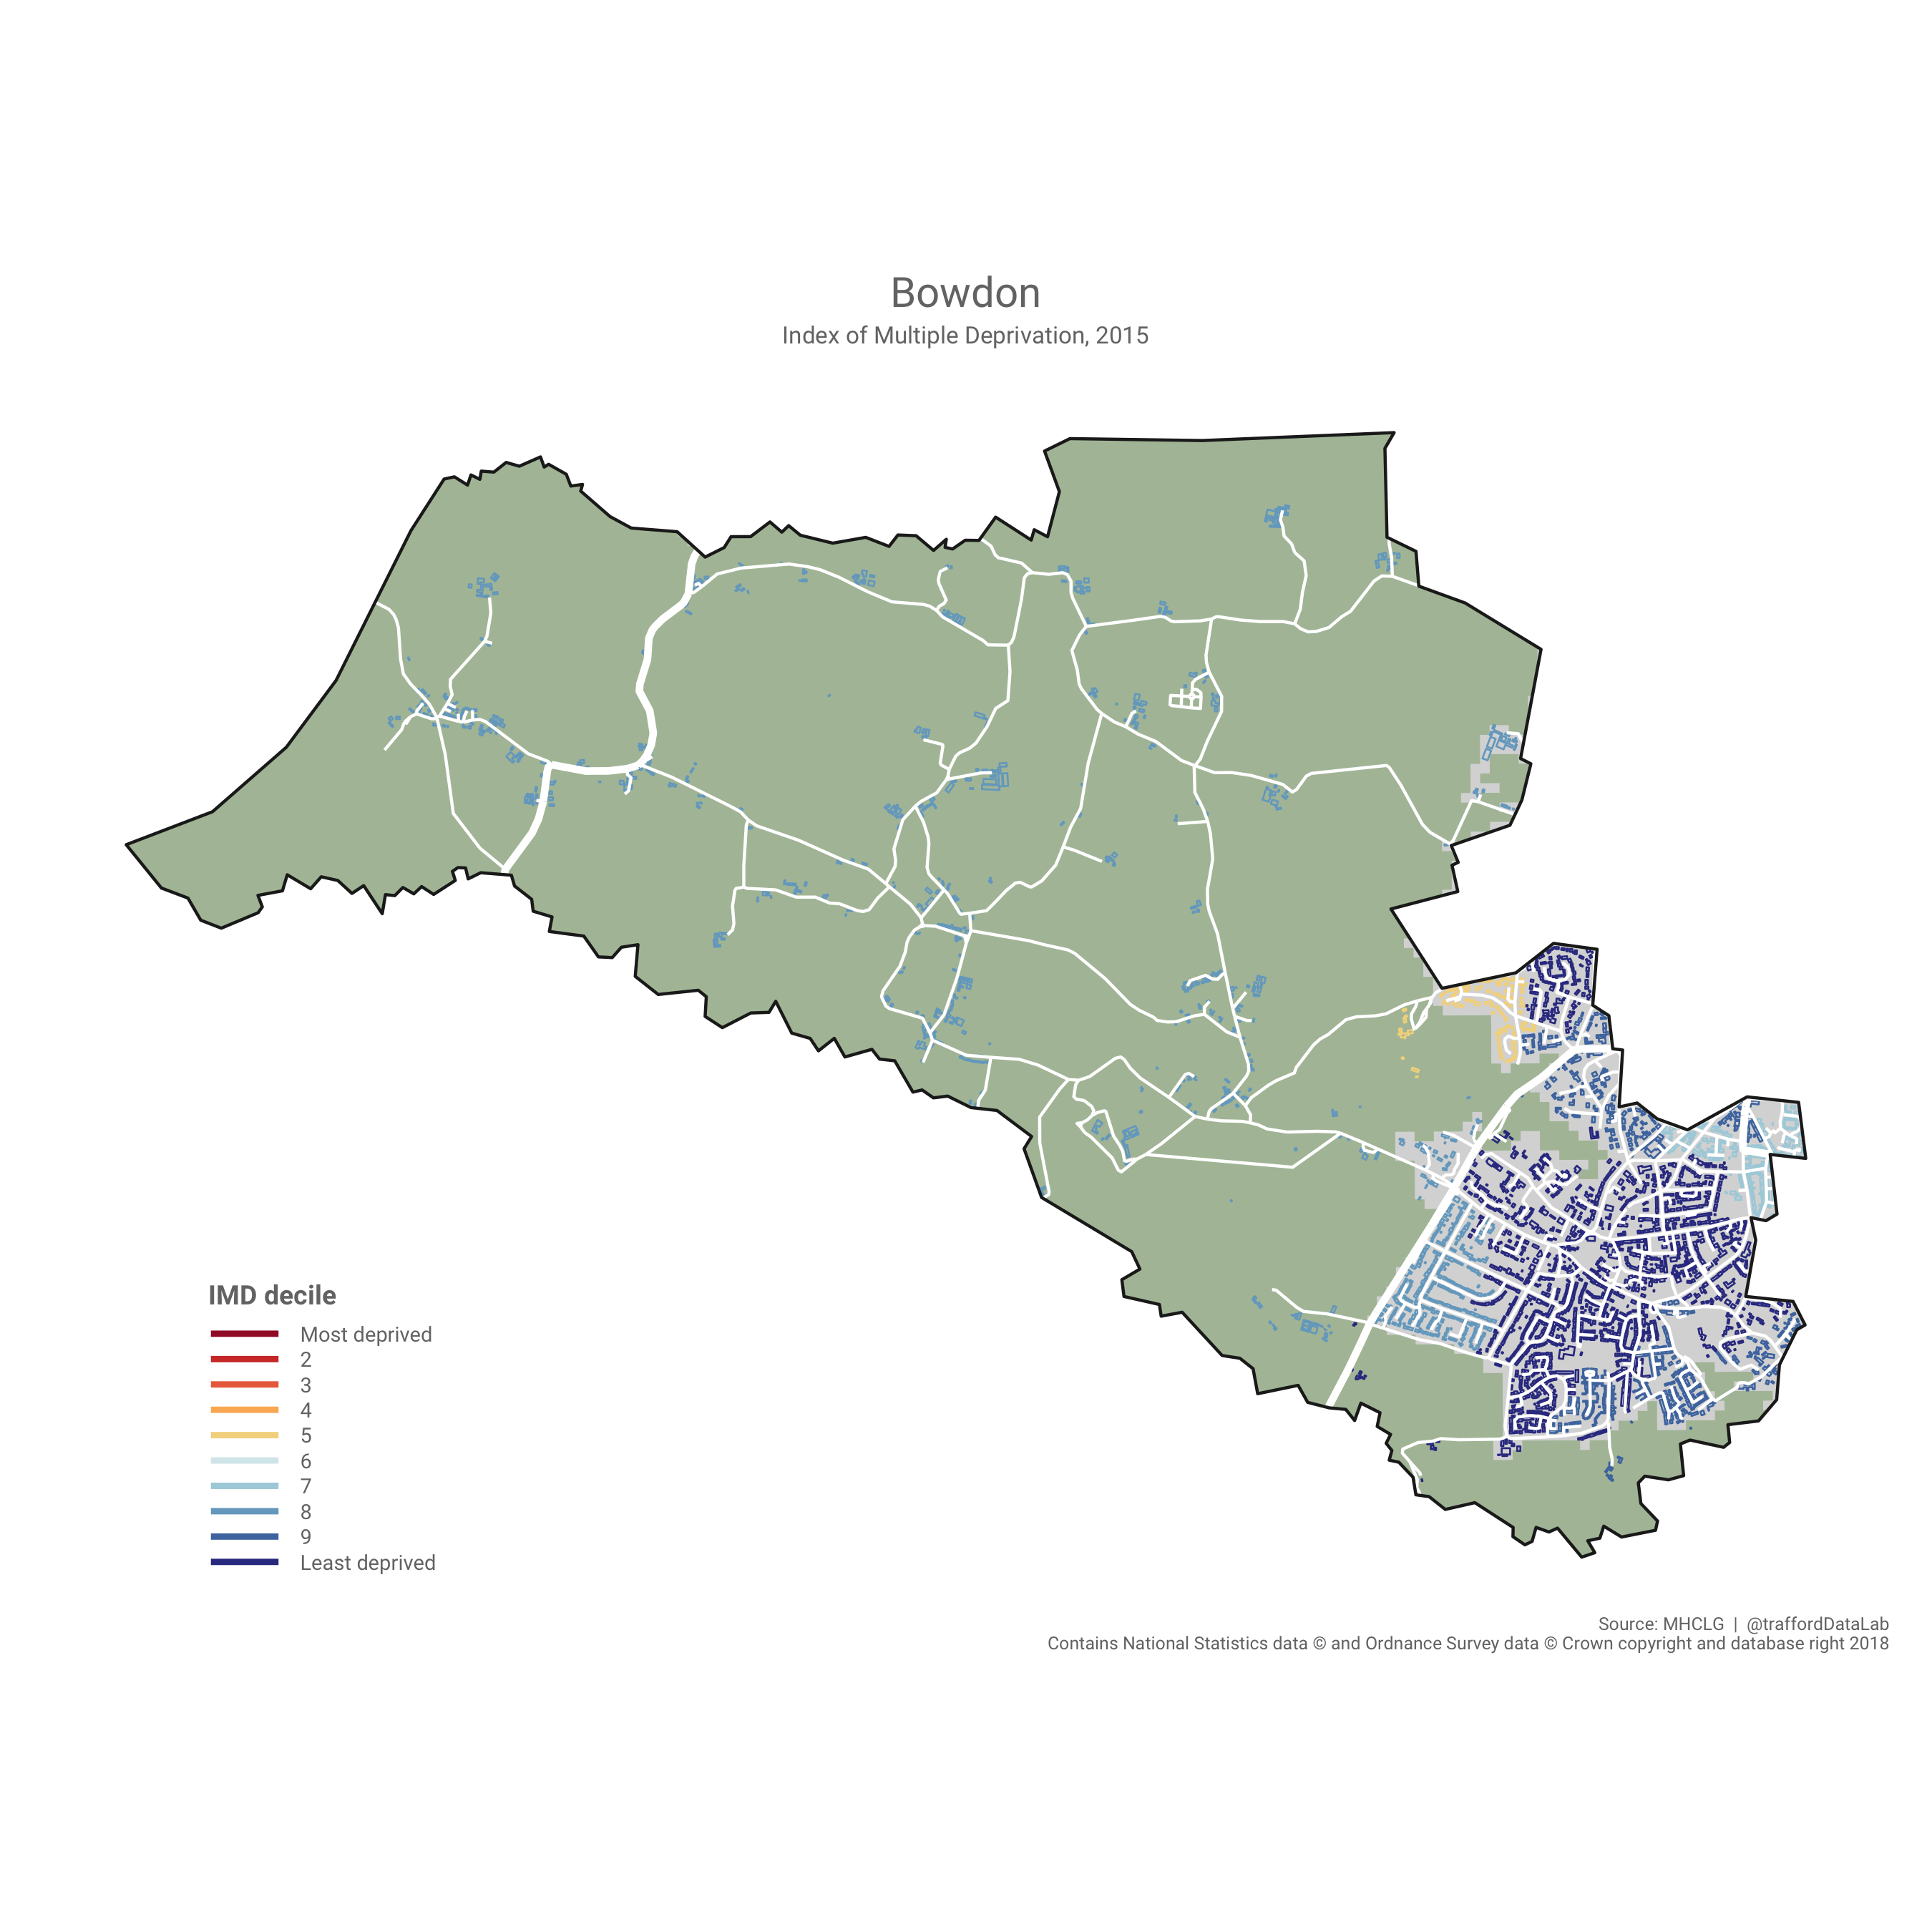 Bowdon
Index of Multiple Deprivation, 2015
IMD decile
Most deprived
2
3
4
5
6
7
8
9
Least deprived
Source: MHCLG | @traffordDataLab
Contains National Statistics data © and Ordnance Survey data © Crown copyright and database right 2018